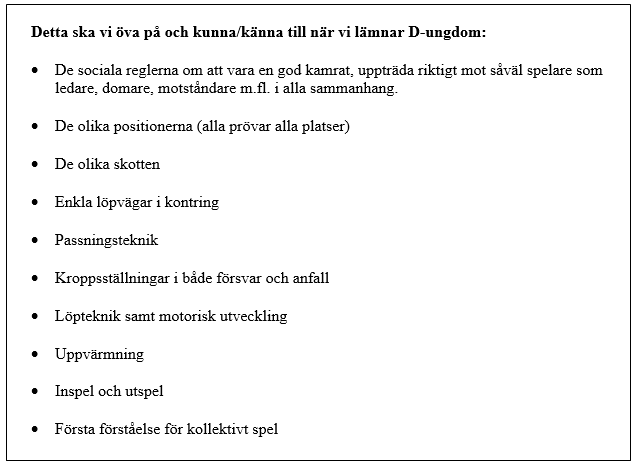 Detta ska vi öva på och kunna/känna till när vi lämnar D-ungdom:
• De sociala reglerna om att vara en god kamrat, uppträda riktigt mot såväl spelare som
ledare, domare, motståndare m.fl. i alla sammanhang.
• De olika positionerna (alla prövar alla platser)
• De olika skotten
• Enkla löpvägar i kontring
• Passningsteknik
• Kroppsställningar i både försvar och anfall
• Löpteknik samt motorisk utveckling
• Uppvärmning
• Inspel och utspel
• Första förståelse för kollektivt spel